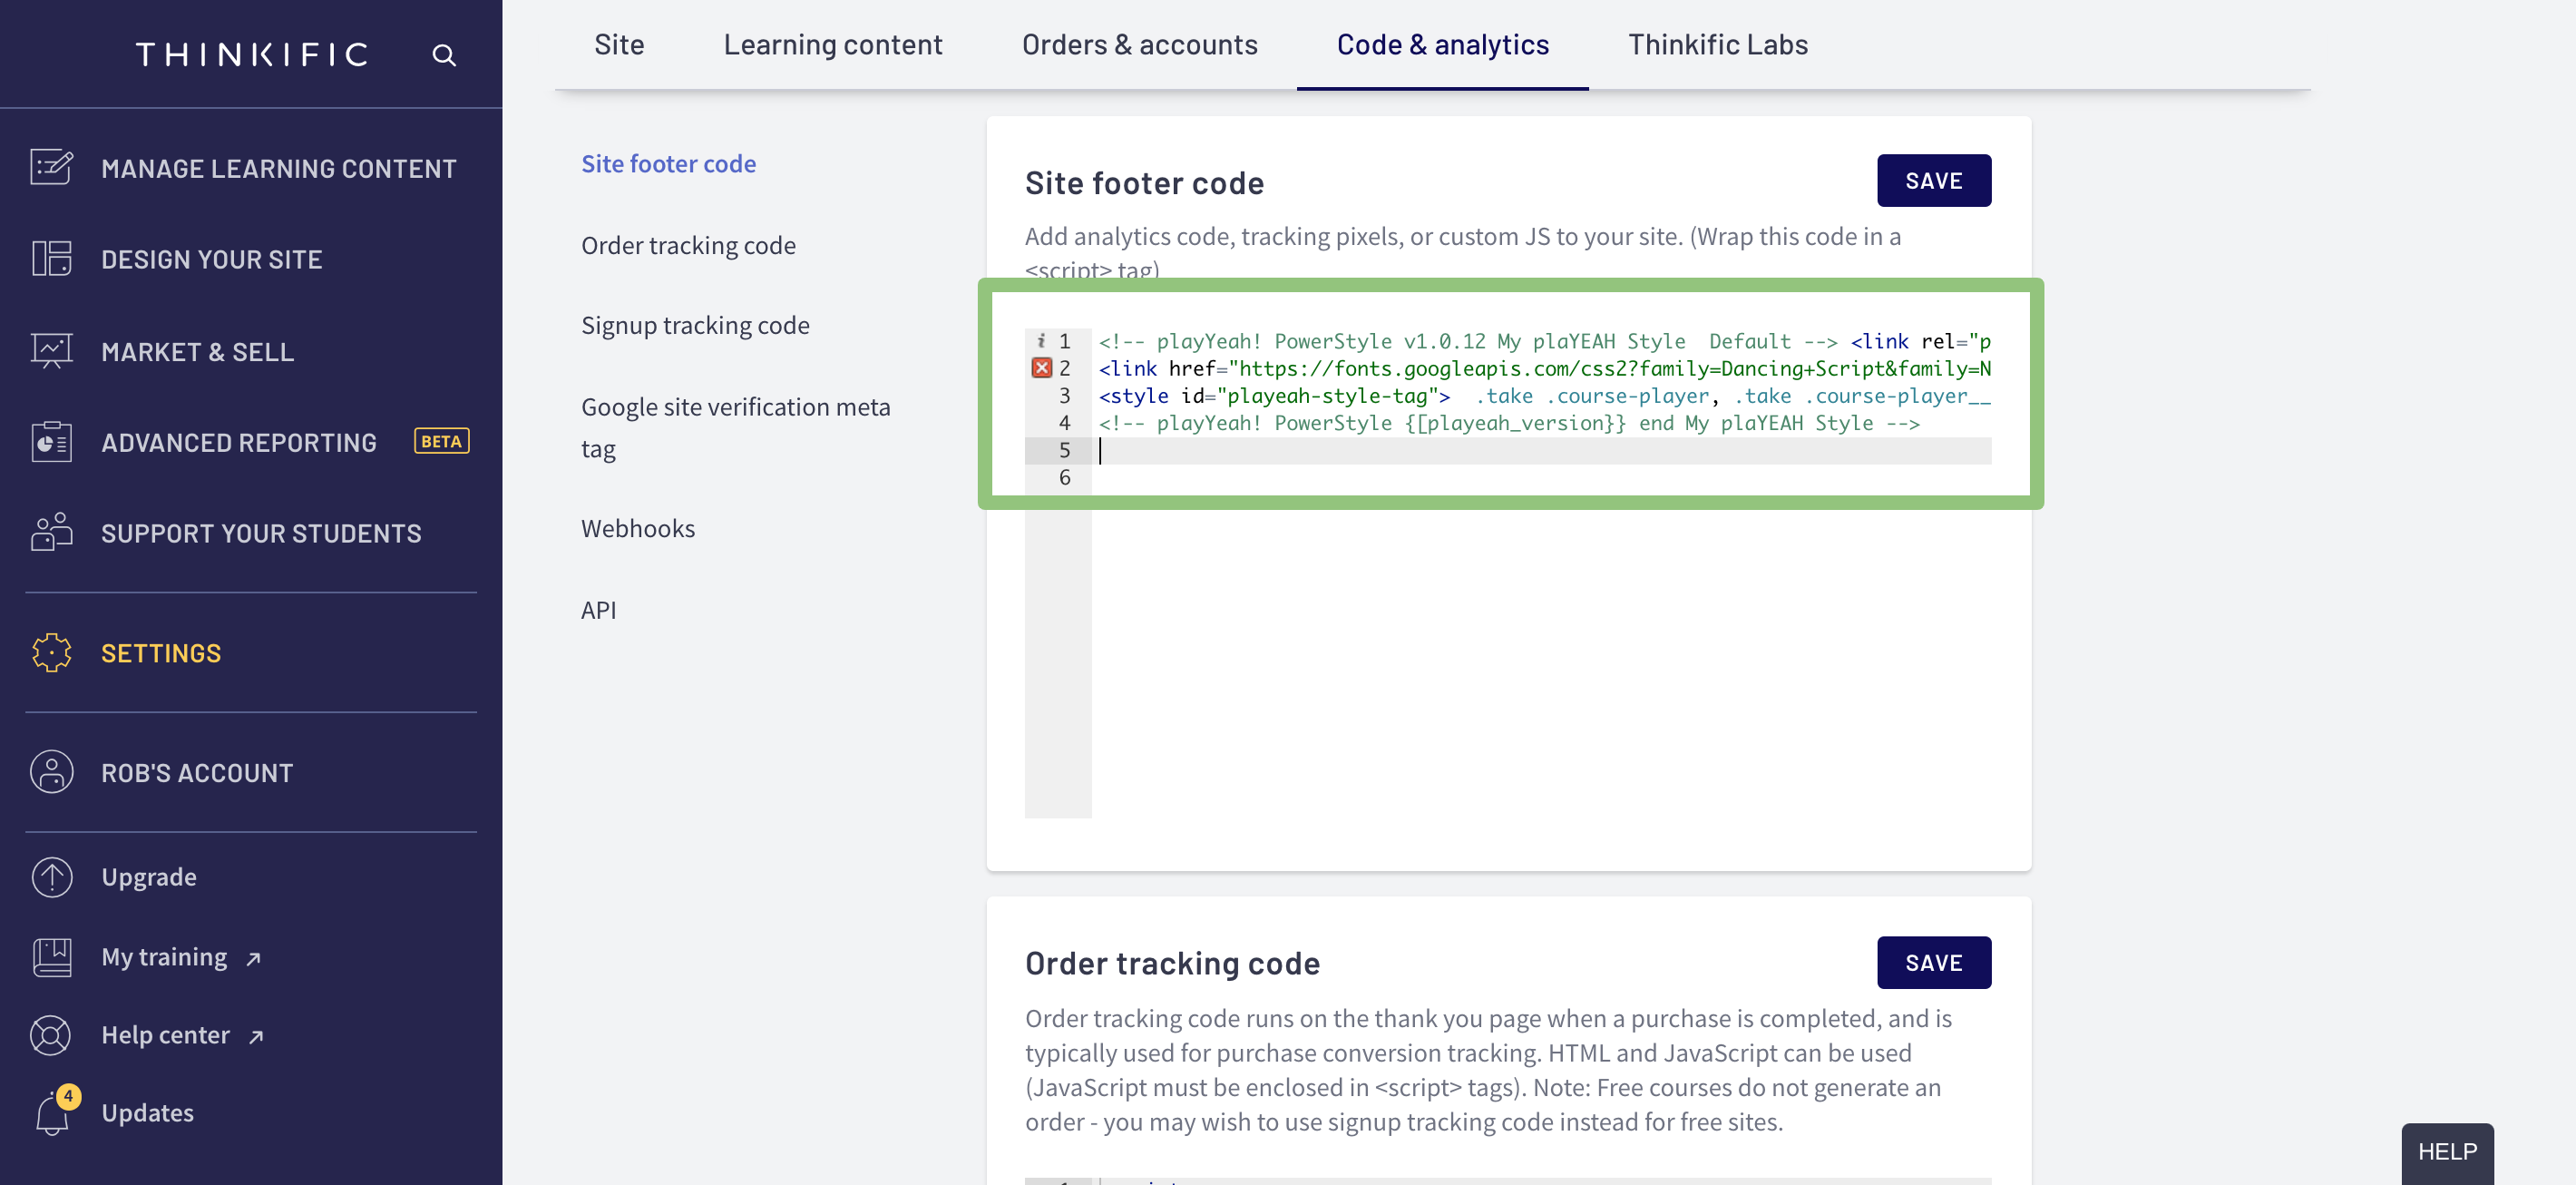 THINKIFIC
MANAGE LEARNING CONTENT
DESIGN YOUR SITE
MARKET & SELL
ADVANCED REPORTING BETA
SUPPORT YOUR STUDENTS
SETTINGS
ROB'S ACCOUNT
Upgrade
My training
Help center
4
Updates
Site Learning content Orders & accounts Code & analytics Thinkific Labs
Site footer code
Order tracking code
Signup tracking code
Google site verification meta
tag
Webhooks
API
Site footer code
SAVE
Add analytics code, tracking pixels, or custom JS to your site. (Wrap this code in a
<script> tag)
i 1 <!-- playYeah! PowerStyle v1.0.12 My plaYEAH Style  Default --> <link rel="p
2 <link href="https://fonts.googleapis.com/css2?family=Dancing+Script&family=N
3 <style id="playeah-style-tag">  .take .course-player, .take .course-player__
4 <!-- playYeah! PowerStyle {[playeah_version}} end My plaYEAH Style -->
5
6
Order tracking code
SAVE
Order tracking code runs on the thank you page when a purchase is completed, and is
typically used for purchase conversion tracking. HTML and JavaScript can be used
(JavaScript must be enclosed in <script> tags). Note: Free courses do not generate an
order - you may wish to use signup tracking code instead for free sites.
HELP